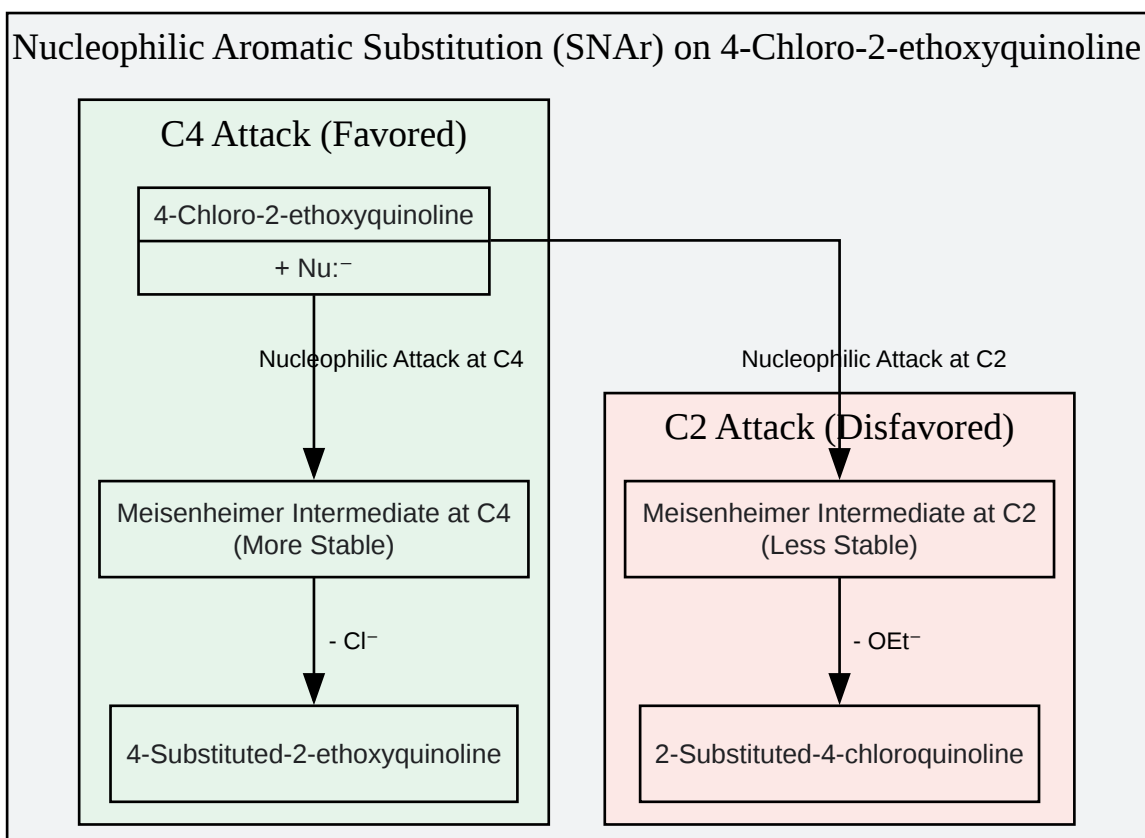 Nucleophilic Aromatic Substitution (SNAr) on 4-Chloro-2-ethoxyquinoline
C4 Attack (Favored)
4-Chloro-2-ethoxyquinoline
+ Nu:⁻
Nucleophilic Attack at C4
Nucleophilic Attack at C2
C2 Attack (Disfavored)
Meisenheimer Intermediate at C4
(More Stable)
Meisenheimer Intermediate at C2
(Less Stable)
- Cl⁻
- OEt⁻
4-Substituted-2-ethoxyquinoline
2-Substituted-4-chloroquinoline